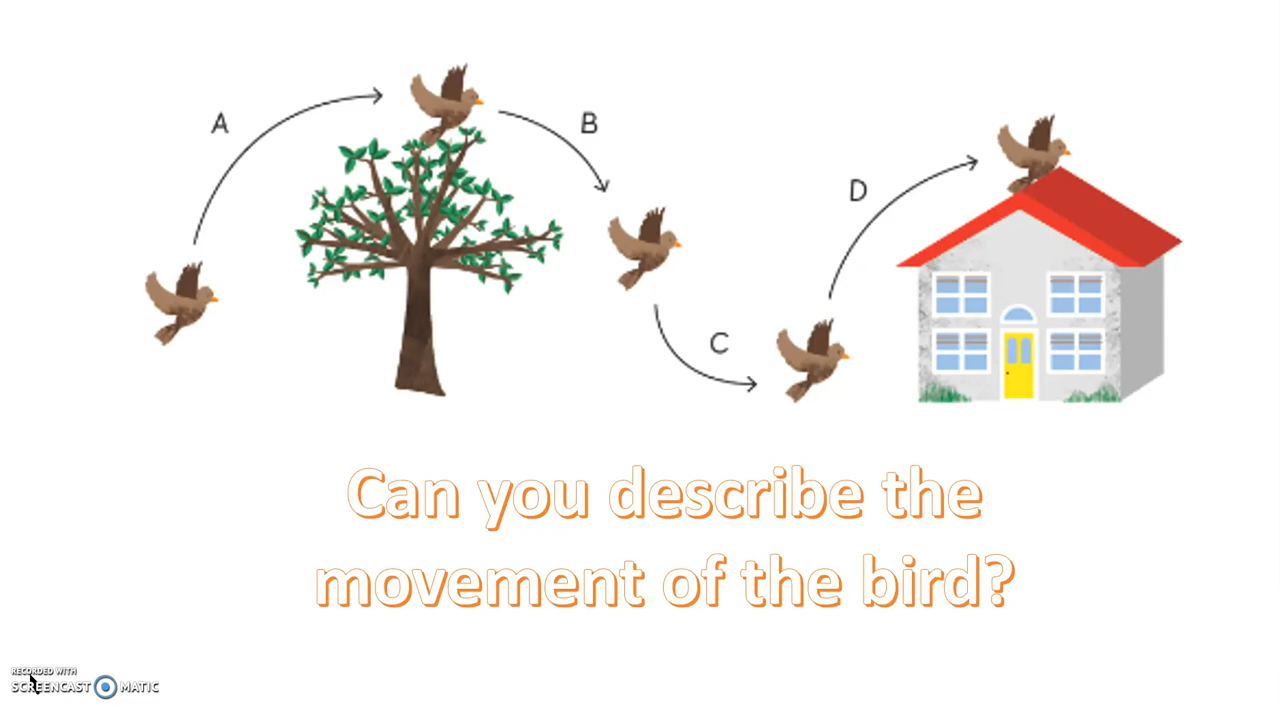 A
B
D
C
Can you describe the
movement of the bird?
RECORDED WITH
SCREENCAST MATIC